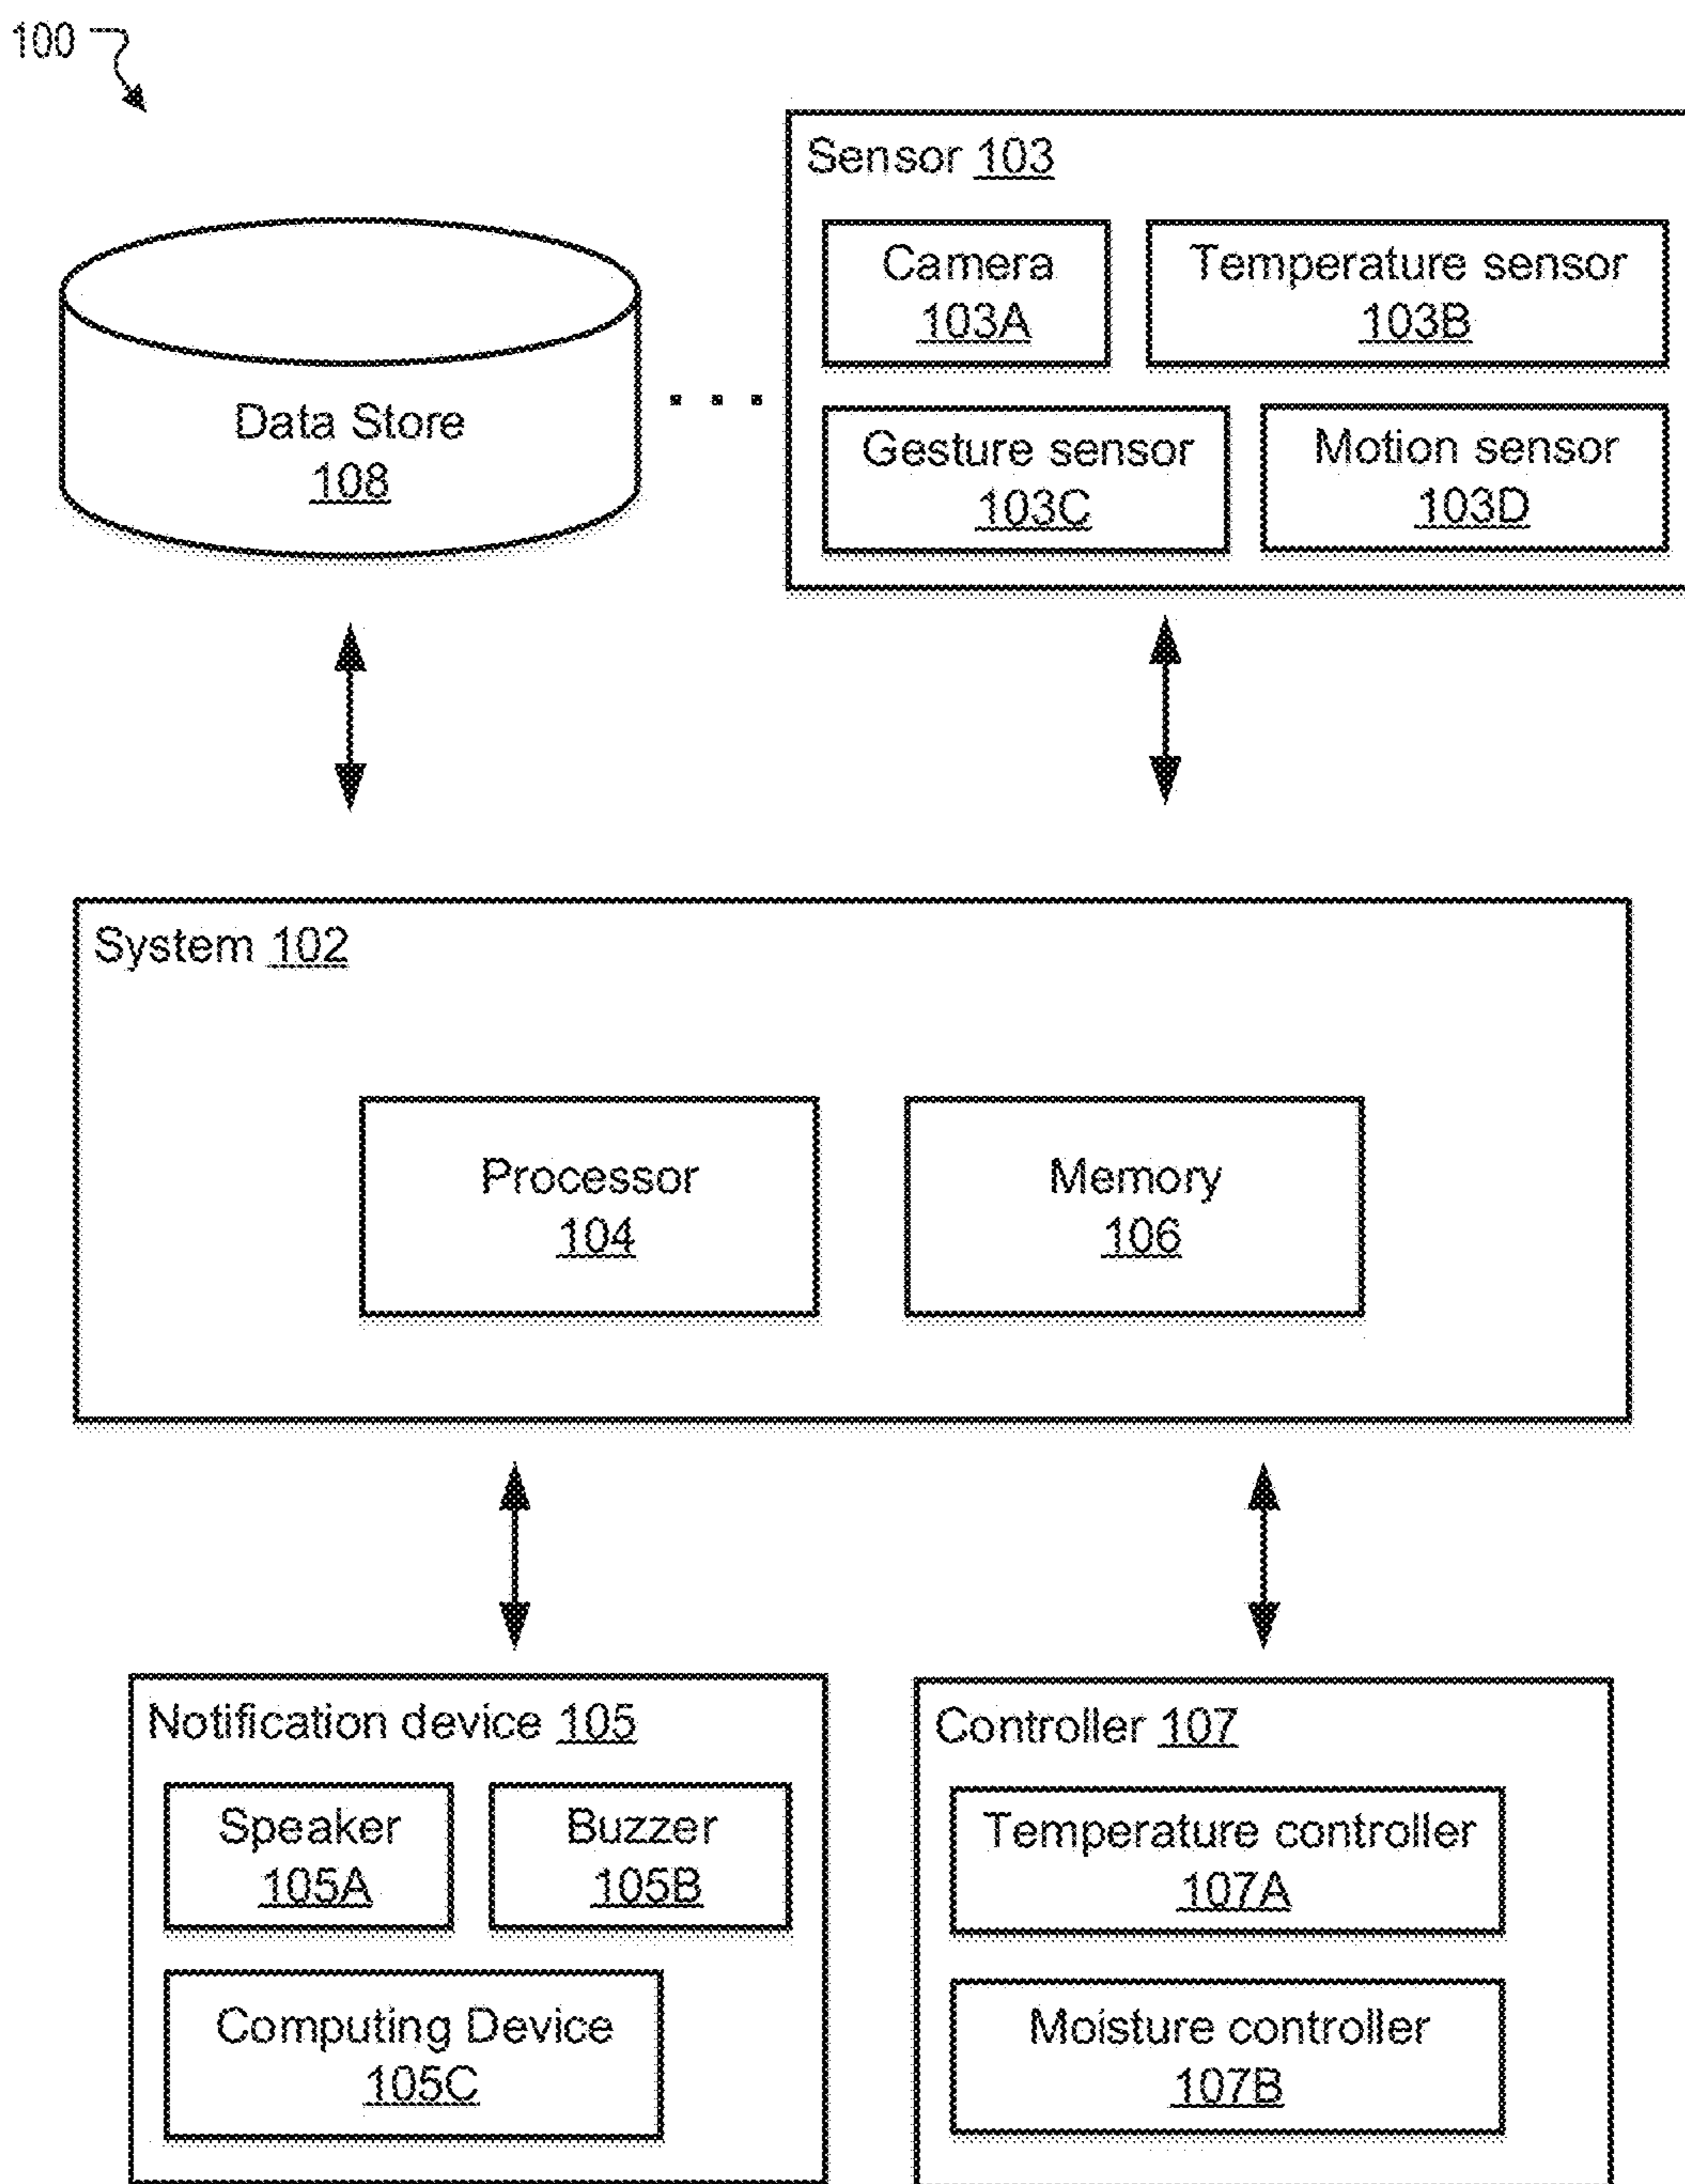 100
Sensor 103
Camera
103A
Temperature sensor
103B
Data Store
108
Gesture sensor
103C
Motion sensor
103D
System 102
Processor
104
Memory
106
Notification device 105
Speaker
105A
Buzzer
105B
Computing Device
105C
Controller 107
Temperature controller
107A
Moisture controller
107B